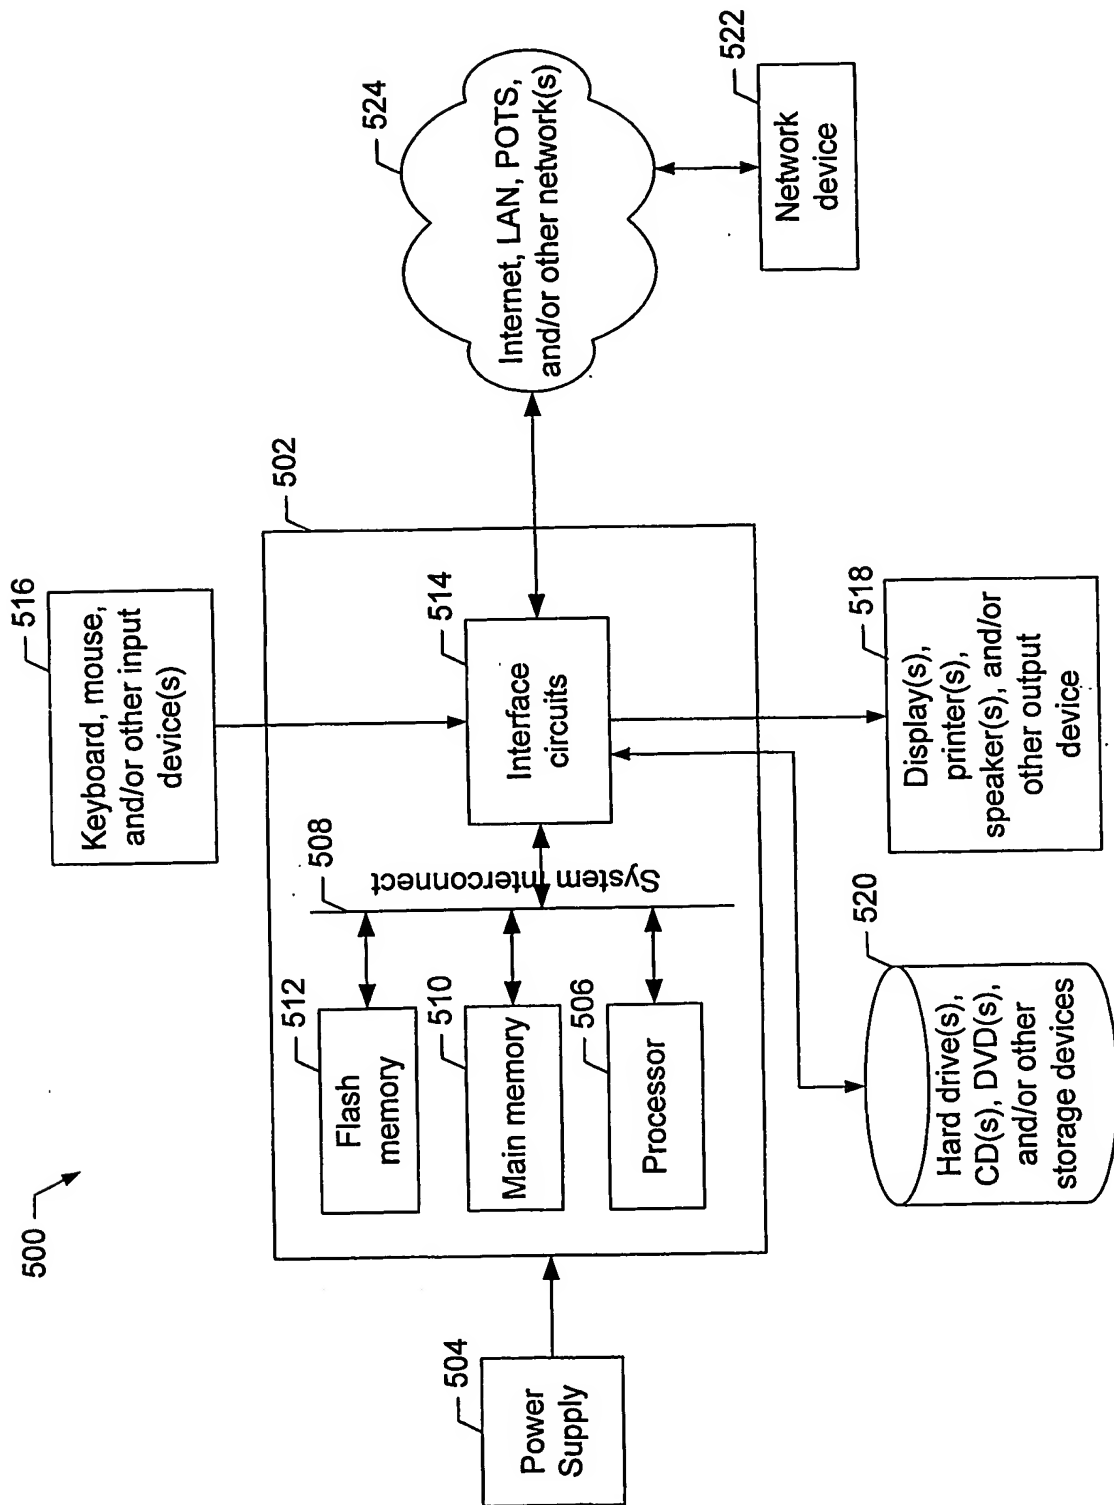 500
516
Keyboard, mouse,
and/or other input
device(s)
502
524
Internet, LAN, POTS,
and/or other network(s)
504
Power
Supply
512
Flash
memory
508
System Interconnect
514
Interface
circuits
510
Main memory
506
Processor
522
Network
device
520
Hard drive(s),
CD(s), DVD(s),
and/or other
storage devices
518
Display(s),
printer(s),
speaker(s), and/or
other output
device